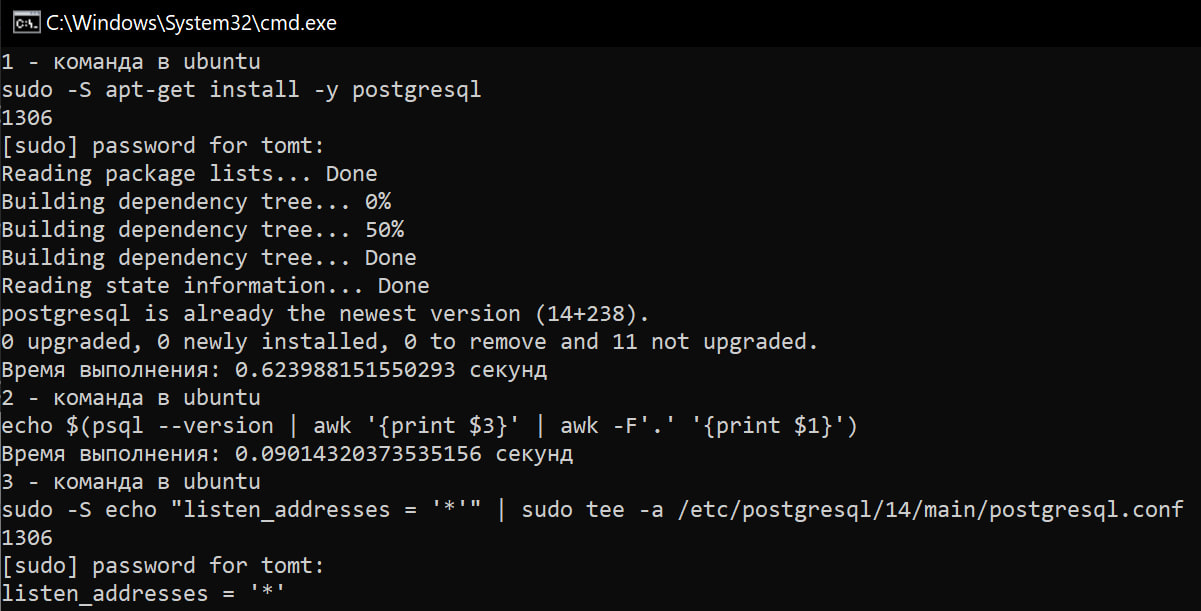 C:\Windows\System32\cmd.exe
1 - команда в ubuntu
sudo -S apt-get install -y postgresql
1306
[sudo] password for tomt:
Reading package lists... Done
Building dependency tree... 0%
Building dependency tree... 50%
Building dependency tree... Done
Reading state information... Done
postgresql is already the newest version (14+238).
0 upgraded, 0 newly installed, 0 to remove and 11 not upgraded.
Время выполнения: 0.623988151550293 секунд
2 - команда в ubuntu
echo $(psql --version | awk '{print $3}' | awk -F'.' '{print $1}')
Время выполнения: 0.09014320373535156 секунд
3 - команда в ubuntu
sudo -S echo "listen_addresses = '*'" | sudo tee -a /etc/postgresql/14/main/postgresql.conf
1306
[sudo] password for tomt:
listen_addresses = '*'